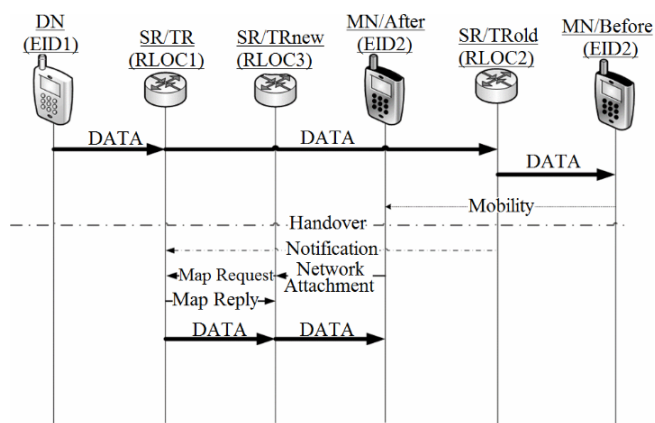 DN
(EID1)
SR/TR
(RLOC1)
SR/TRnew
(RLOC3)
MN/After
(EID2)
SR/TRold
(RLOC2)
MN/Before
(EID2)
DATA
DATA
DATA
Mobility
Handover
Notification
Map Request
Network
Attachment
Map Reply
DATA
DATA